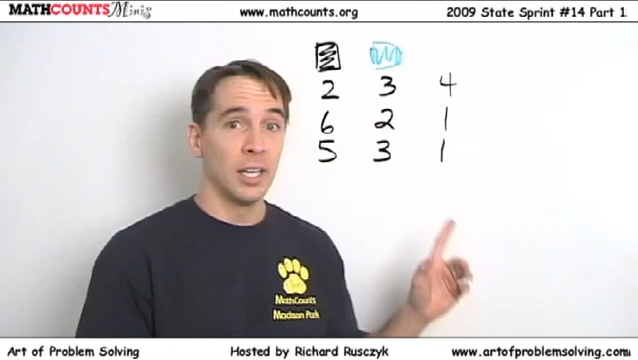 MATHCOUNTS Minis www.mathcounts.org 2009 State Sprint #14 Part 1
2 3 4
6 2 1
5 3 1
MathCounts
Madison Park
Art of Problem Solving Hosted by Richard Rusczyk www.artofproblemsolving.com